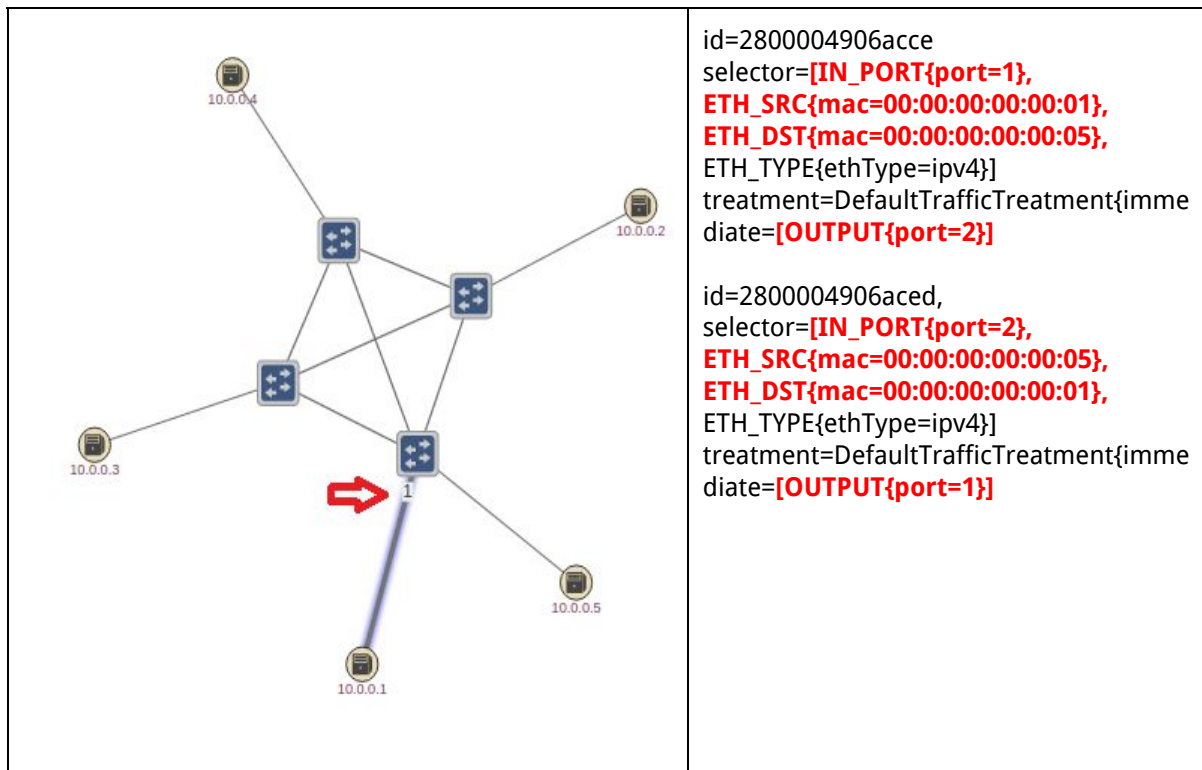 10.0.0.4
10.0.0.2
10.0.0.3
1
10.0.0.5
10.0.0.1
id=2800004906acce
selector=[IN_PORT{port=1},
ETH_SRC{mac=00:00:00:00:00:01},
ETH_DST{mac=00:00:00:00:00:05},
ETH_TYPE{ethType=ipv4}]
treatment=DefaultTrafficTreatment{imme
diate=[OUTPUT{port=2}]
id=2800004906aced,
selector=[IN_PORT{port=2},
ETH_SRC{mac=00:00:00:00:00:05},
ETH_DST{mac=00:00:00:00:00:01},
ETH_TYPE{ethType=ipv4}]
treatment=DefaultTrafficTreatment{imme
diate=[OUTPUT{port=1}]